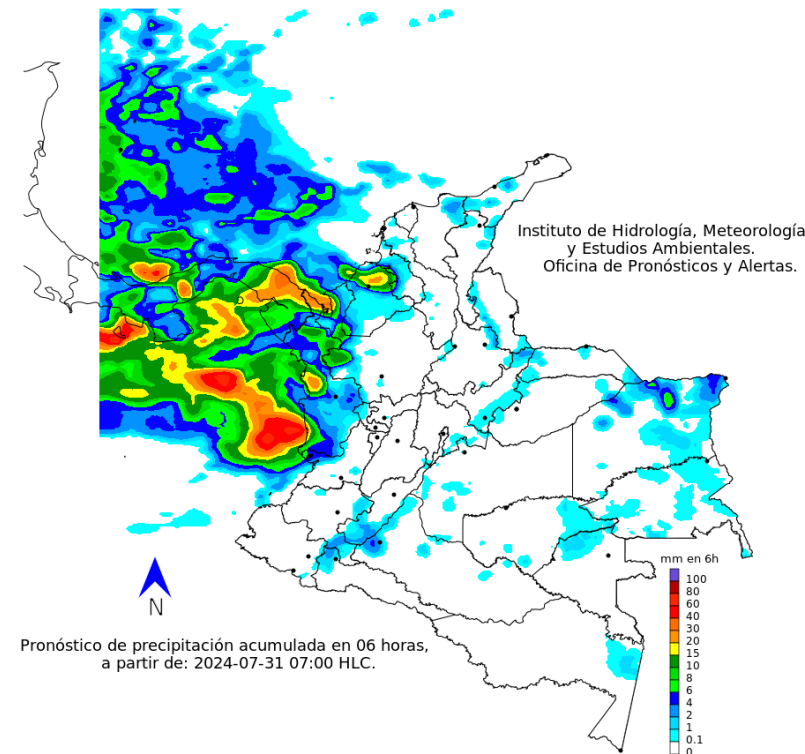 Instituto de Hidrología, Meteorología
y Estudios Ambientales.
Oficina de Pronósticos y Alertas.
mm en 6h
100
80
60
40
30
20
15
10
8
6
4
2
1
0.1
0
N
Pronóstico de precipitación acumulada en 06 horas,
a partir de: 2024-07-31 07:00 HLC.